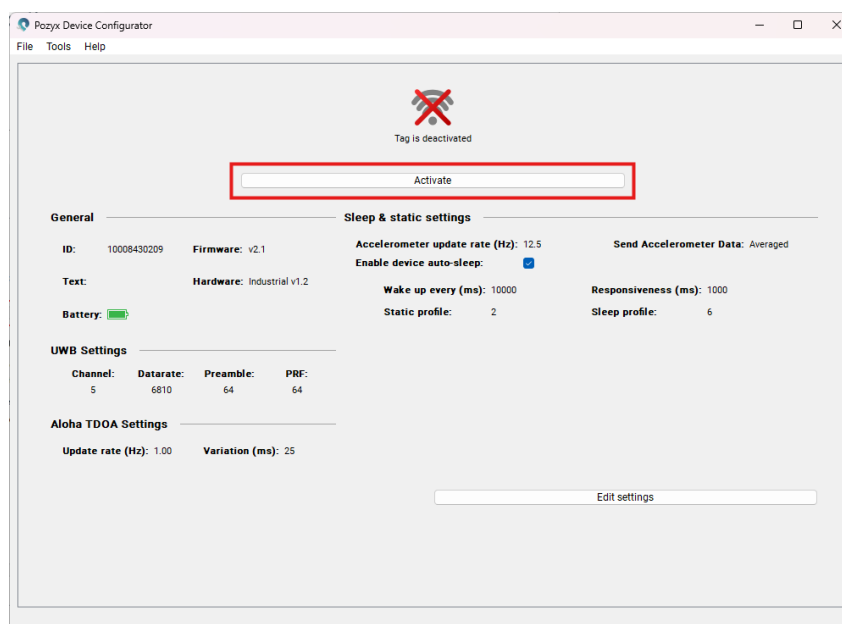 Pozyx Device Configurator
File Tools Help
Tag is deactivated
Activate
General
ID: 10008430209 Firmware: v2.1
Text: Hardware: Industrial v1.2
Battery:
UWB Settings
Channel: Datarate: Preamble: PRF:
5 6810 64 64
Aloha TDOA Settings
Update rate (Hz): 1.00 Variation (ms): 25
Sleep & static settings
Accelerometer update rate (Hz): 12.5 Send Accelerometer Data: Averaged
Enable device auto-sleep:
Wake up every (ms): 10000 Responsiveness (ms): 1000
Static profile: 2 Sleep profile: 6
Edit settings